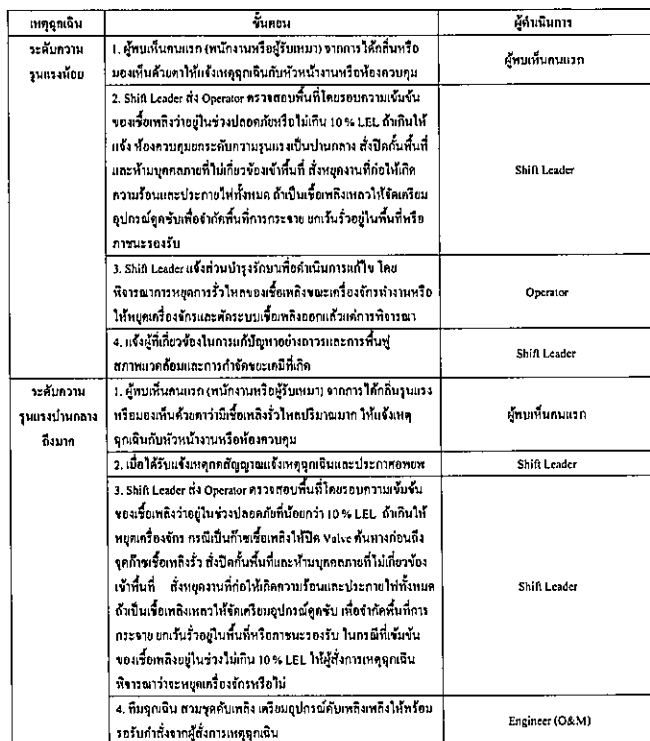 เหตุฉุกเฉิน ขั้นตอน ผู้ดำเนินการ
ระดับความ
รุนแรงน้อย
1. ผู้พบเห็นคนแรก (พนักงานหรือผู้รับเหมา) จากการได้กลิ่นหรือ
มองเห็นด้วยตาให้แจ้งเหตุฉุกเฉินกับหัวหน้างานหรือห้องควบคุม
ผู้พบเห็นคนแรก
2. Shift Leader ส่ง Operator ตรวจสอบพื้นที่โดยรอบความเข้มข้น
ของเชื้อเพลิงว่าอยู่ในช่วงปลอดภัยหรือไม่เกิน 10 % LEL ถ้าเกินให้
แจ้ง ห้องควบคุมยกระดับความรุนแรงเป็นปานกลาง สั่งปิดกั้นพื้นที่
และห้ามบุคคลภายที่ไม่เกี่ยวข้องเข้าพื้นที่ สั่งหยุดงานที่ก่อให้เกิด
ความร้อนและประกายไฟทั้งหมด ถ้าเป็นเชื้อเพลิงเหลวให้จัดเตรียม
อุปกรณ์ดูดซับเพื่อจำกัดพื้นที่การกระจาย ยกเว้นรั่วอยู่ในพื้นที่หรือ
ภาชนะรองรับ
Shift Leader
3. Shift Leader แจ้งส่วนบำรุงรักษาเพื่อดำเนินการแก้ไข โดย
พิจารณาการหยุดการรั่วไหลของเชื้อเพลิงขณะเครื่องจักรทำงานหรือ
ให้หยุดเครื่องจักรและตัดระบบเชื้อเพลิงออกแล้วแต่การพิจารณา
Operator
4. แจ้งผู้ที่เกี่ยวข้องในการแก้ปัญหาอย่างถาวรและการฟื้นฟู
สภาพแวดล้อมและการกำจัดขยะเคมีที่เกิด
Shift Leader
ระดับความ
รุนแรงปานกลาง
ถึงมาก
1. ผู้พบเห็นคนแรก (พนักงานหรือผู้รับเหมา) จากการได้กลิ่นรุนแรง
หรือมองเห็นด้วยตาว่ามีเชื้อเพลิงรั่วไหลปริมาณมาก ให้แจ้งเหตุ
ฉุกเฉินกับหัวหน้างานหรือห้องควบคุม
ผู้พบเห็นคนแรก
2. เมื่อได้รับแจ้งเหตุกดสัญญาณแจ้งเหตุฉุกเฉินและประกาศอพยพ
Shift Leader
3. Shift Leader ส่ง Operator ตรวจสอบพื้นที่โดยรอบความเข้มข้น
ของเชื้อเพลิงว่าอยู่ในช่วงปลอดภัยที่น้อยกว่า 10 % LEL ถ้าเกินให้
หยุดเครื่องจักร กรณีเป็นก๊าซเชื้อเพลิงให้ปิด Valve ต้นทางก่อนถึง
จุดก๊าซเชื้อเพลิงรั่ว สั่งปิดกั้นพื้นที่และห้ามบุคคลภายที่ไม่เกี่ยวข้อง
เข้าพื้นที่ สั่งหยุดงานที่ก่อให้เกิดความร้อนและประกายไฟทั้งหมด
ถ้าเป็นเชื้อเพลิงเหลวให้จัดเตรียมอุปกรณ์ดูดซับ เพื่อจำกัดพื้นที่การ
กระจาย ยกเว้นรั่วอยู่ในพื้นที่หรือภาชนะรองรับ ในกรณีที่เข้มข้น
ของเชื้อเพลิงอยู่ในช่วงไม่เกิน 10 % LEL ให้ผู้สั่งการเหตุฉุกเฉิน
พิจารณาว่าจะหยุดเครื่องจักรหรือไม่
Shift Leader
4. ทีมฉุกเฉิน สวมชุดดับเพลิง เตรียมอุปกรณ์ดับเพลิงเพลิงให้พร้อม
รอรับคำสั่งจากผู้สั่งการเหตุฉุกเฉิน
Engineer (O&M)